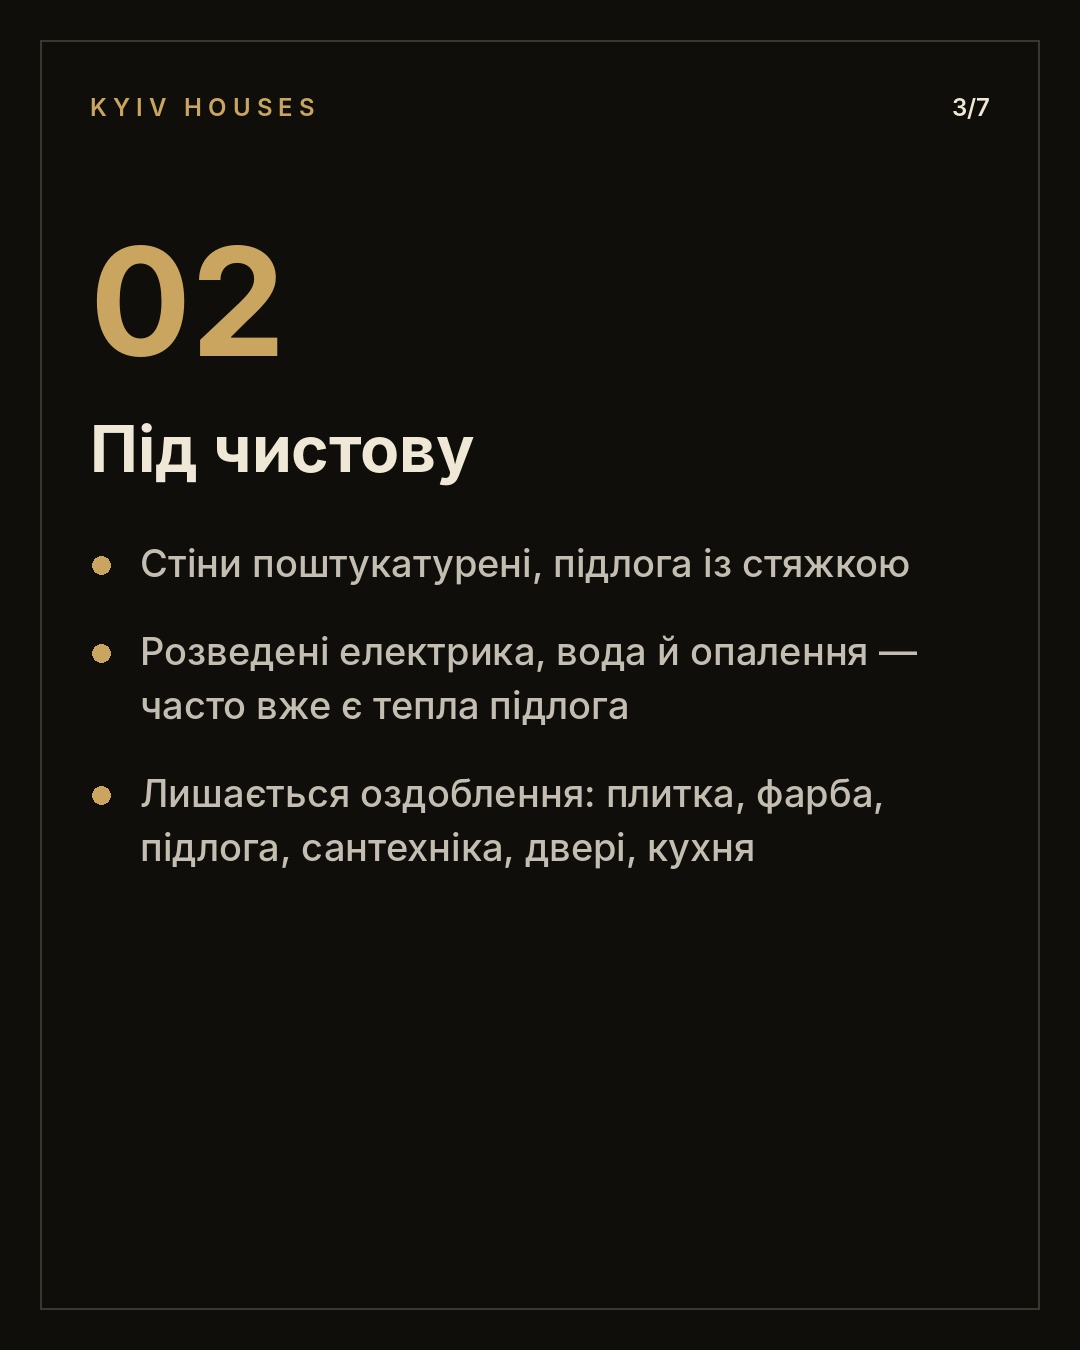 KYIV HOUSES
3/7
02
Під чистову
Стіни поштукатурені, підлога із стяжкою
Розведені електрика, вода й опалення —
часто вже є тепла підлога
Лишається оздоблення: плитка, фарба,
підлога, сантехніка, двері, кухня